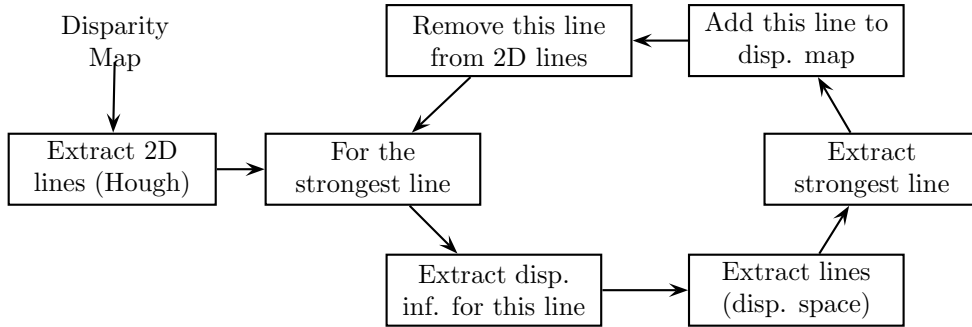 Disparity
Map
Extract 2D
lines (Hough)
For the
strongest line
Extract disp.
inf. for this line
Extract lines
(disp. space)
Extract
strongest line
Add this line to
disp. map
Remove this line
from 2D lines